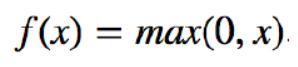 f(x) = max(0, x).